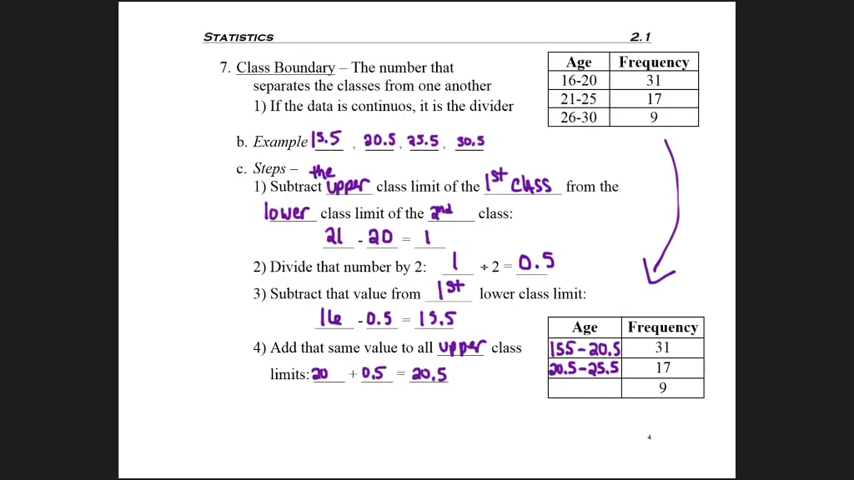 STATISTICS 2.1
7. Class Boundary – The number that
separates the classes from one another
1) If the data is continuos, it is the divider
Age Frequency
16-20 31
21-25 17
26-30 9
b. Example 15.5, 20.5, 25.5, 30.5
c. Steps – the
1) Subtract upper class limit of the 1st class from the
lower class limit of the 2nd class:
21 - 20 = 1
2) Divide that number by 2: 1 ÷ 2 = 0.5
3) Subtract that value from 1st lower class limit:
16 - 0.5 = 15.5
4) Add that same value to all upper class
limits: 20 + 0.5 = 20.5
Age Frequency
155 – 20.5 31
20.5 – 25.5 17
9
4